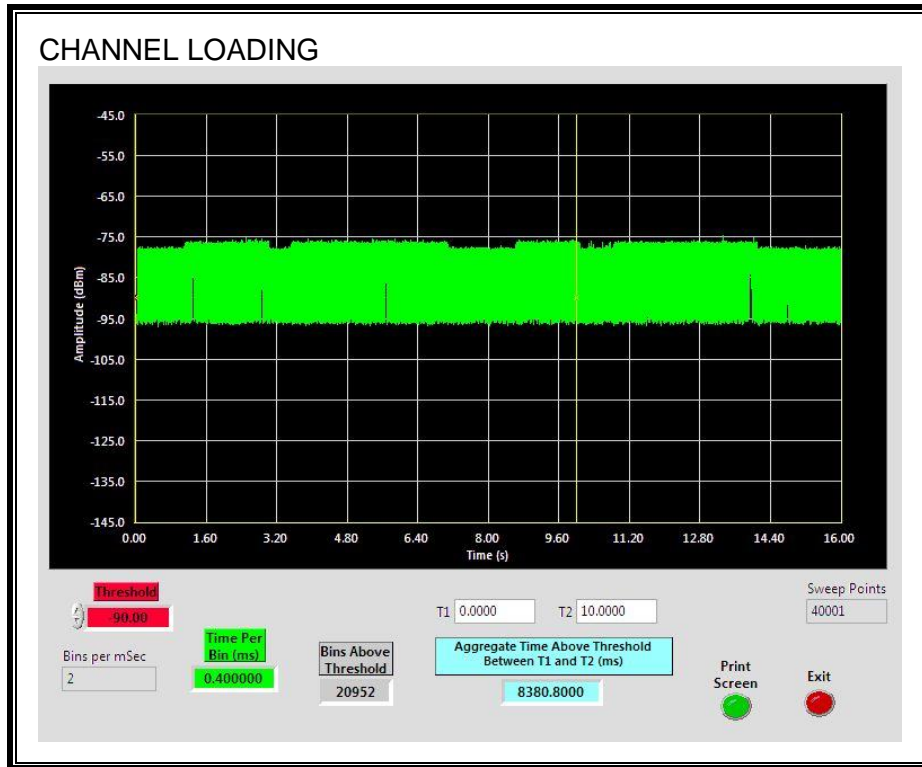 CHANNEL LOADING
-45.0
-55.0
-65.0
-75.0
-85.0
-95.0
-105.0
-115.0
-125.0
-135.0
-145.0
Amplitude (dBm)
0.00 1.60 3.20 4.80 6.40 8.00 9.60 11.20 12.80 14.40 16.00
Time (s)
Threshold
-90.00
Bins per mSec
2
Time Per
Bin (ms)
0.400000
Bins Above
Threshold
20952
T1 0.0000 T2 10.0000
Aggregate Time Above Threshold
Between T1 and T2 (ms)
8380.8000
Sweep Points
40001
Print
Screen
Exit